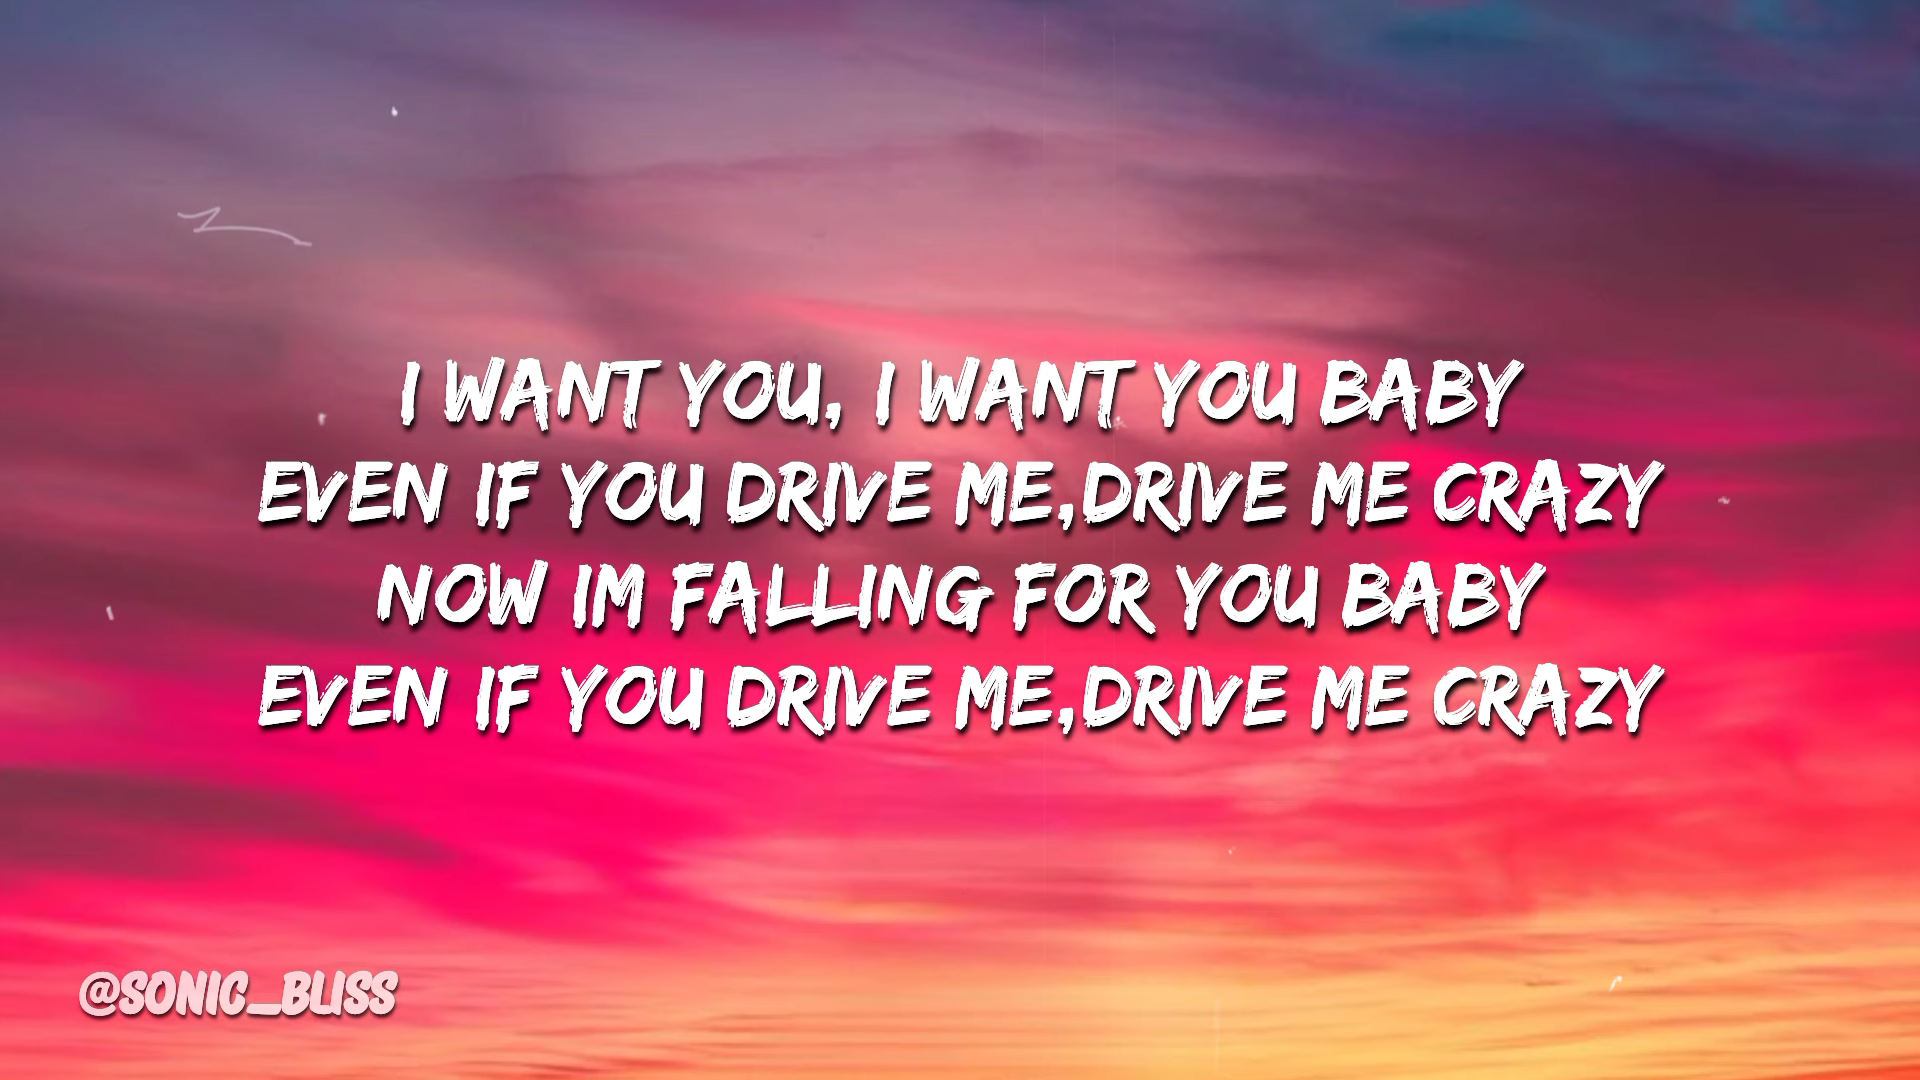 I WANT YOU, I WANT YOU BABY
EVEN IF YOU DRIVE ME,DRIVE ME CRAZY
NOW IM FALLING FOR YOU BABY
EVEN IF YOU DRIVE ME,DRIVE ME CRAZY
@SONIC_BLISS